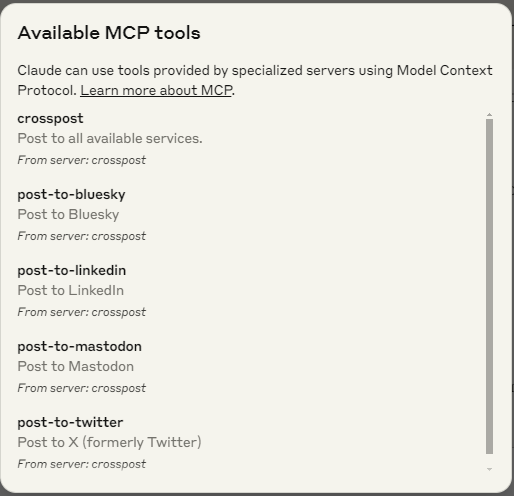 Available MCP tools
Claude can use tools provided by specialized servers using Model Context
Protocol. Learn more about MCP.
crosspost
Post to all available services.
From server: crosspost
post-to-bluesky
Post to Bluesky
From server: crosspost
post-to-linkedin
Post to LinkedIn
From server: crosspost
post-to-mastodon
Post to Mastodon
From server: crosspost
post-to-twitter
Post to X (formerly Twitter)
From server: crosspost